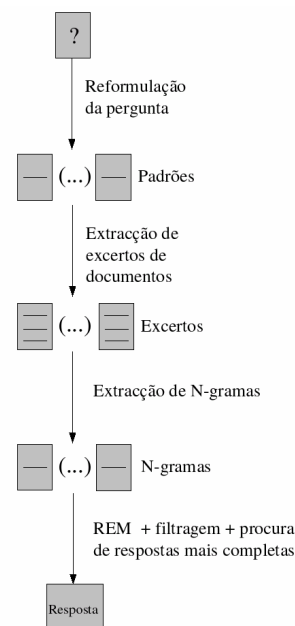 ?
Reformulação
da pergunta
(...) Padrões
Extracção de
excertos de
documentos
(...) Excertos
Extracção de N-gramas
(...) N-gramas
REM + filtragem + procura
de respostas mais completas
Resposta